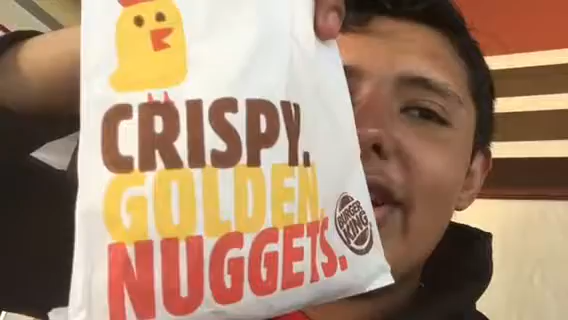 CRISPY.
GOLDEN
NUGGETS.
BURGER
KING